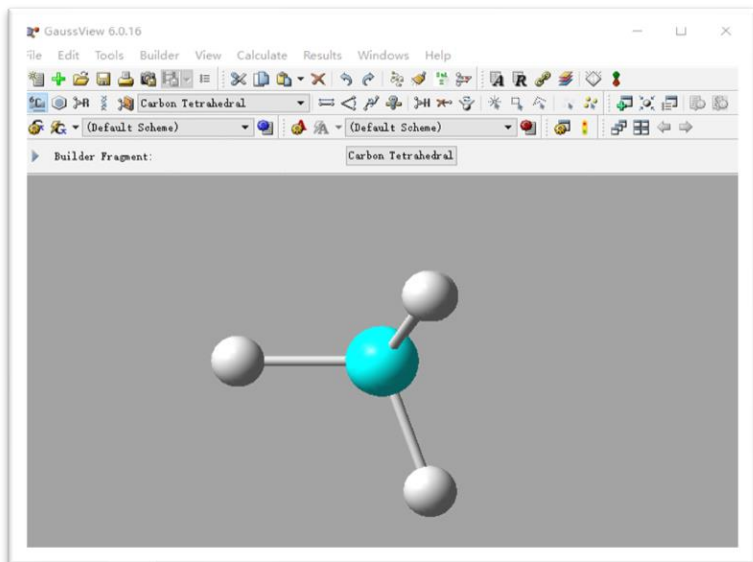 GaussView 6.0.16
File Edit Tools Builder View Calculate Results Windows Help
Carbon Tetrahedral
(Default Scheme) (Default Scheme)
Builder Fragment: Carbon Tetrahedral